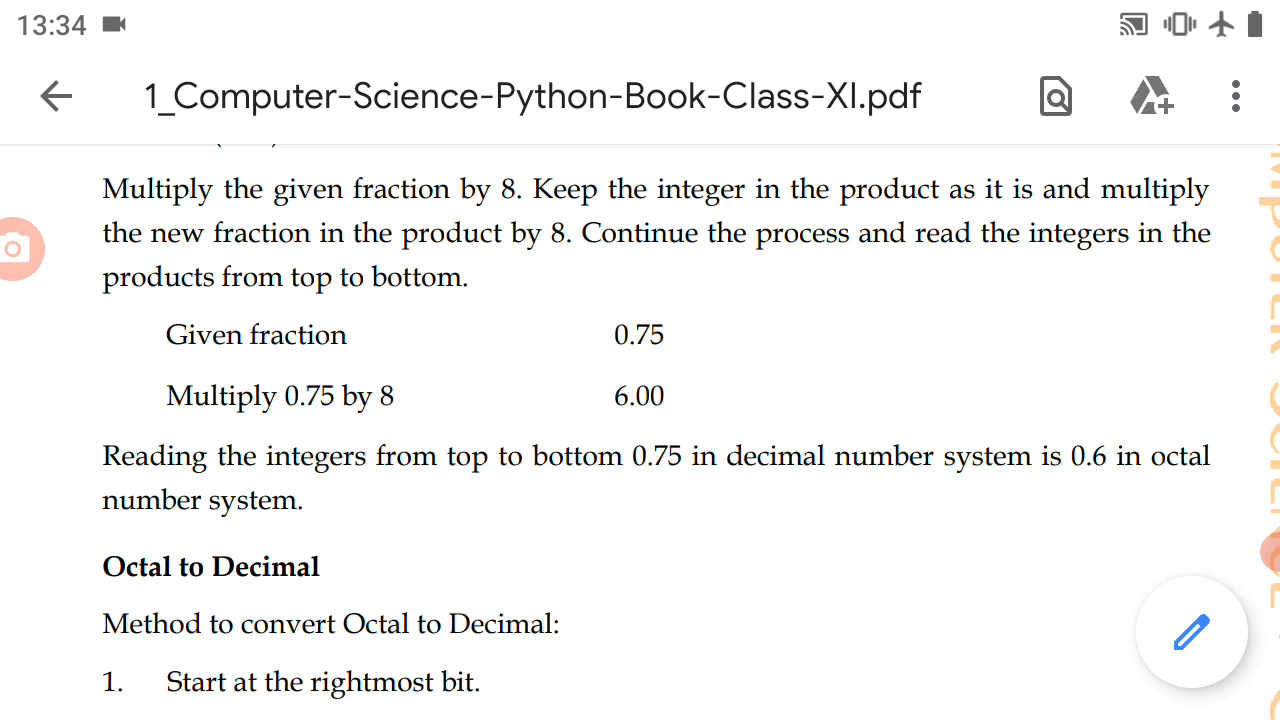 13:34
1_Computer-Science-Python-Book-Class-XI.pdf
Multiply the given fraction by 8. Keep the integer in the product as it is and multiply
the new fraction in the product by 8. Continue the process and read the integers in the
products from top to bottom.
Given fraction 0.75
Multiply 0.75 by 8 6.00
Reading the integers from top to bottom 0.75 in decimal number system is 0.6 in octal
number system.
Octal to Decimal
Method to convert Octal to Decimal:
1. Start at the rightmost bit.